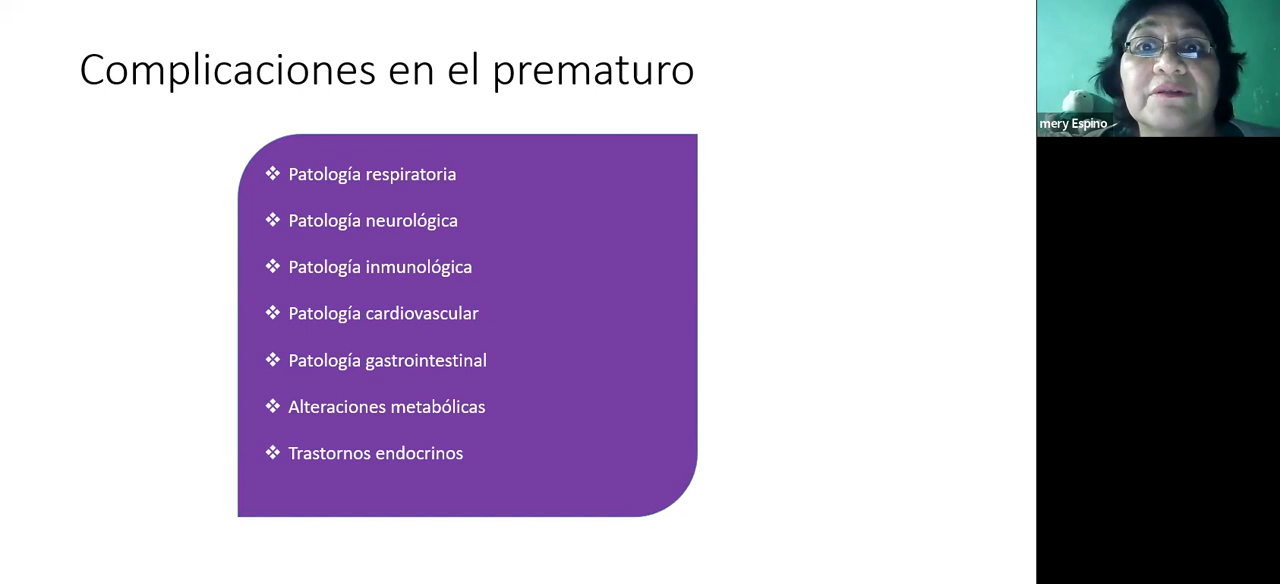 Complicaciones en el prematuro
❖ Patología respiratoria
❖ Patología neurológica
❖ Patología inmunológica
❖ Patología cardiovascular
❖ Patología gastrointestinal
❖ Alteraciones metabólicas
❖ Trastornos endocrinos
mery Espino